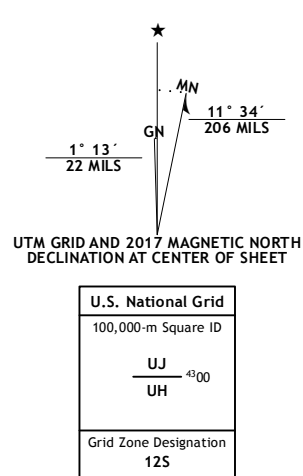 ★
MN
11° 34´
206 MILS
GN
1° 13´
22 MILS
UTM GRID AND 2017 MAGNETIC NORTH
DECLINATION AT CENTER OF SHEET
U.S. National Grid
100,000-m Square ID
UJ
4300
UH
Grid Zone Designation
12S